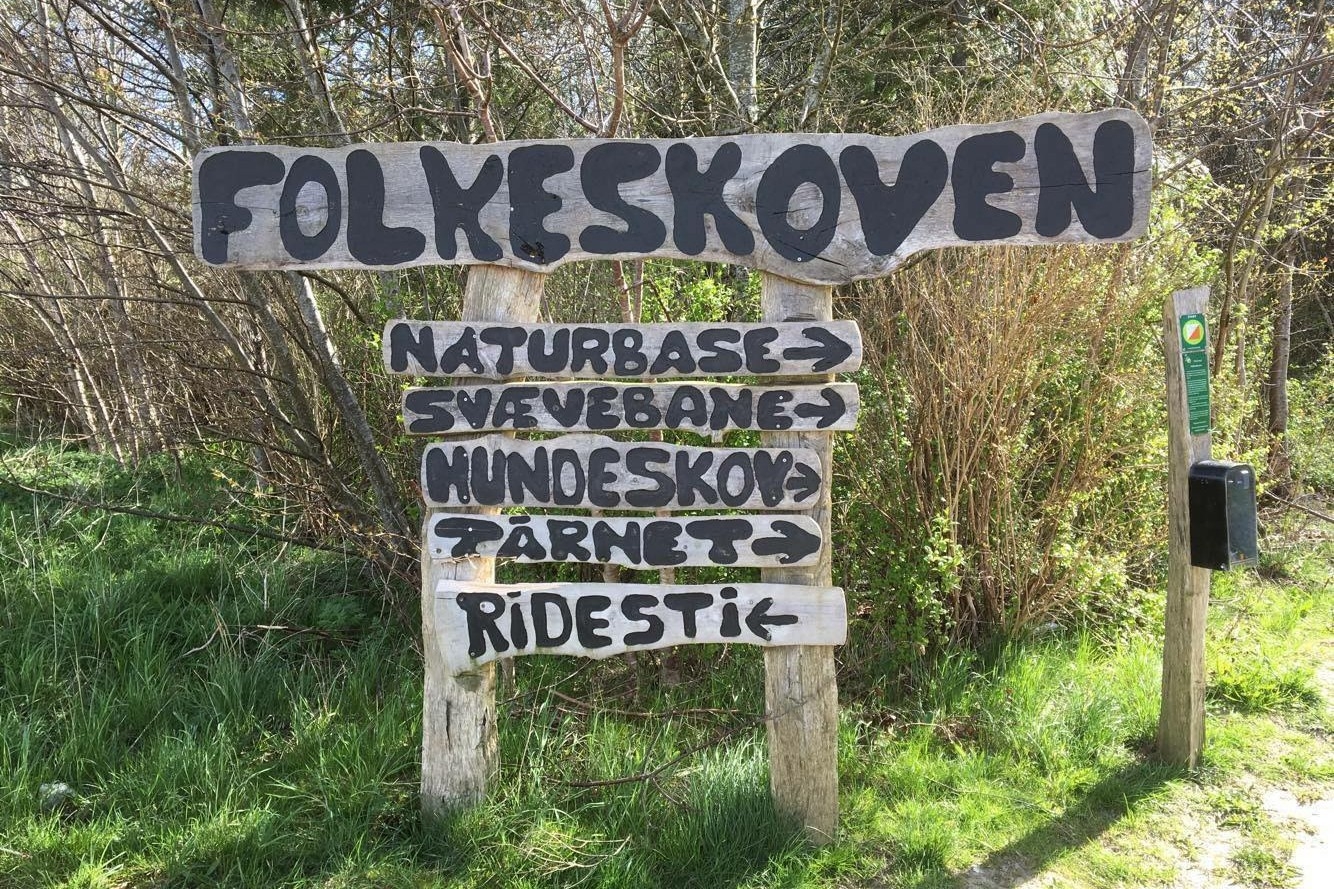 FOLKESKOVEN
NATURBASE →
SVÆVEBANE →
HUNDESKOV →
TÅRNET →
RIDESTI ←